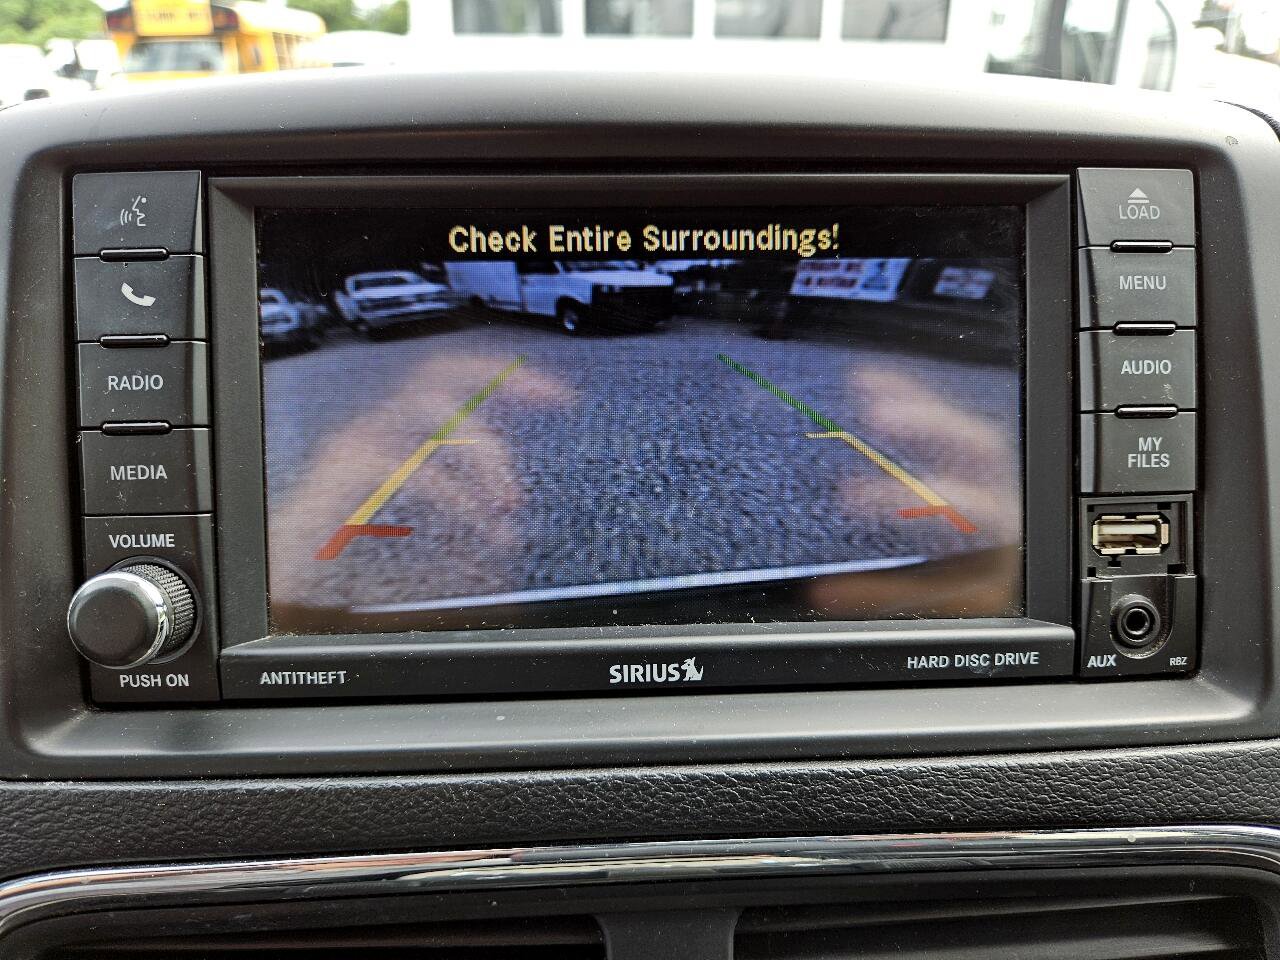 Check Entire Surroundings!
RADIO
MEDIA
VOLUME
PUSH ON
LOAD
MENU
AUDIO
MY
FILES
AUX
RBZ
ANTITHEFT
SIRIUS
HARD DISC DRIVE